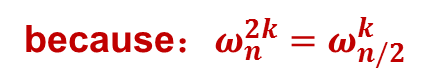 because： ω_n^{2k} = ω_{n/2}^k